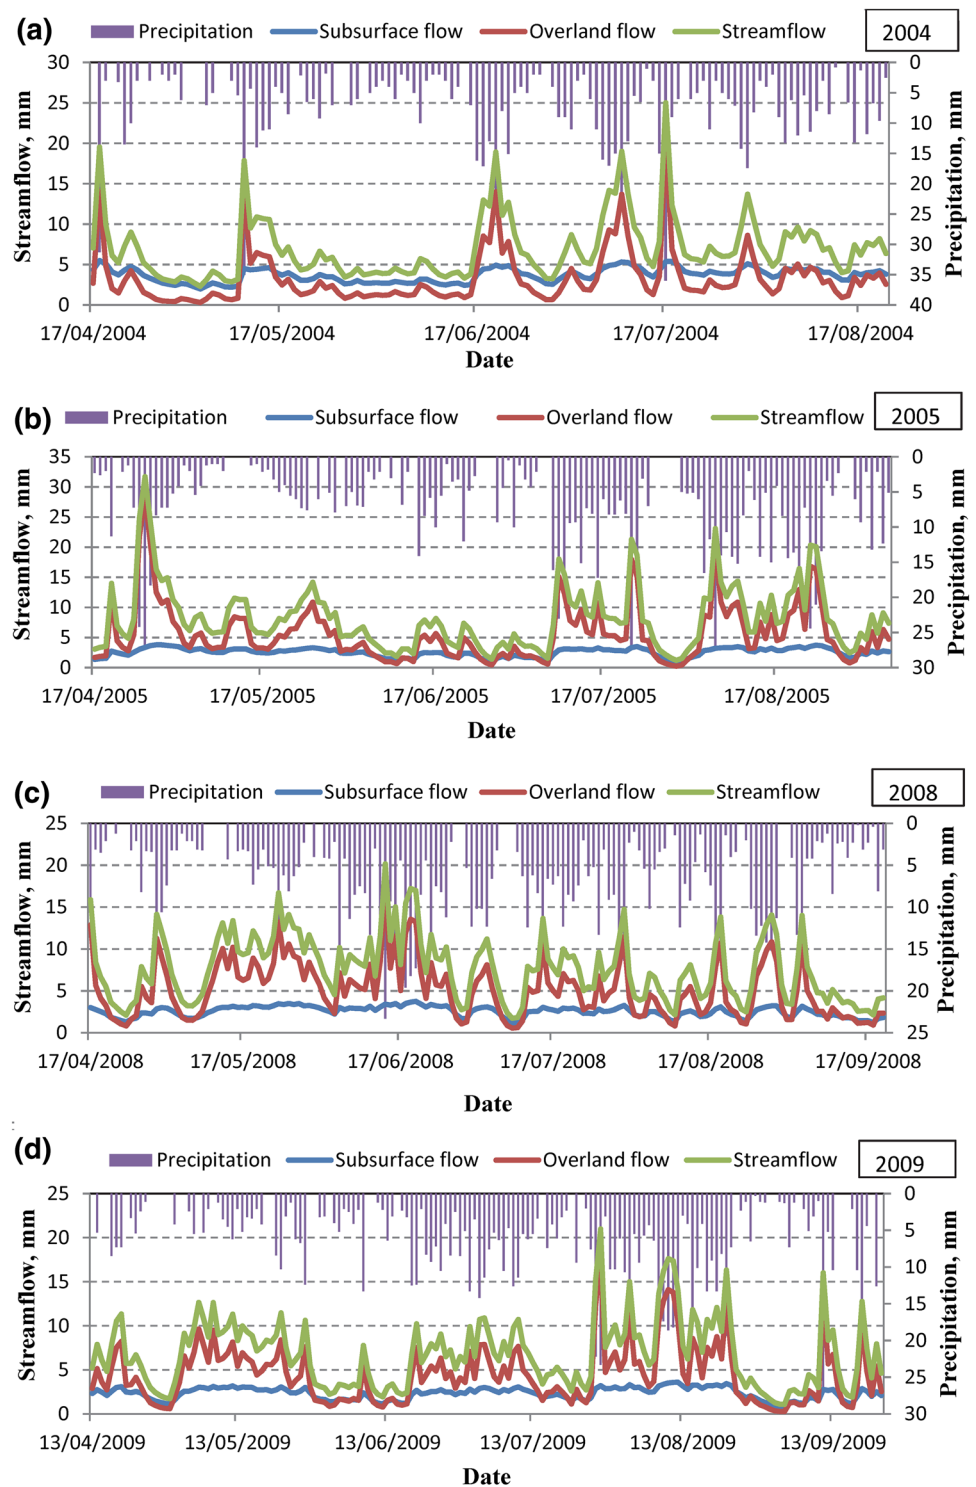 (a) Precipitation Subsurface flow Overland flow Streamflow 2004
Streamflow, mm
30
25
20
15
10
5
0
0
5
10
15
20
25
30
35
40
Precipitation, mm
17/04/2004 17/05/2004 17/06/2004 17/07/2004 17/08/2004
Date
(b) Precipitation Subsurface flow Overland flow Streamflow 2005
Streamflow, mm
35
30
25
20
15
10
5
0
0
5
10
15
20
25
30
Precipitation, mm
17/04/2005 17/05/2005 17/06/2005 17/07/2005 17/08/2005
Date
(c) Precipitation Subsurface flow Overland flow Streamflow 2008
Streamflow, mm
25
20
15
10
5
0
0
5
10
15
20
25
Precipitation, mm
17/04/2008 17/05/2008 17/06/2008 17/07/2008 17/08/2008 17/09/2008
Date
(d) Precipitation Subsurface flow Overland flow Streamflow 2009
Streamflow, mm
25
20
15
10
5
0
0
5
10
15
20
25
30
Precipitation, mm
13/04/2009 13/05/2009 13/06/2009 13/07/2009 13/08/2009 13/09/2009
Date